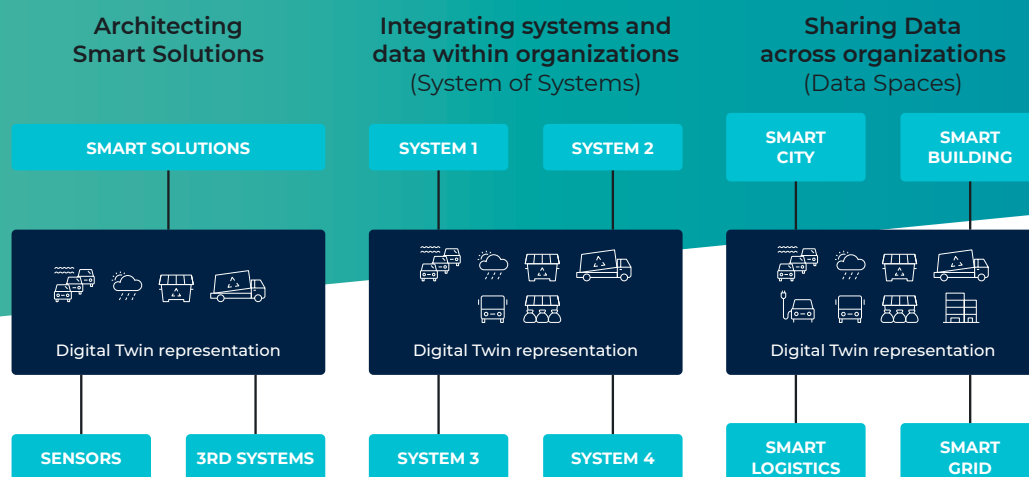 Architecting
Smart Solutions
SMART SOLUTIONS
Digital Twin representation
SENSORS
3RD SYSTEMS
Integrating systems and
data within organizations
(System of Systems)
SYSTEM 1
SYSTEM 2
Digital Twin representation
SYSTEM 3
SYSTEM 4
Sharing Data
across organizations
(Data Spaces)
SMART
CITY
SMART
BUILDING
Digital Twin representation
SMART
LOGISTICS
SMART
GRID